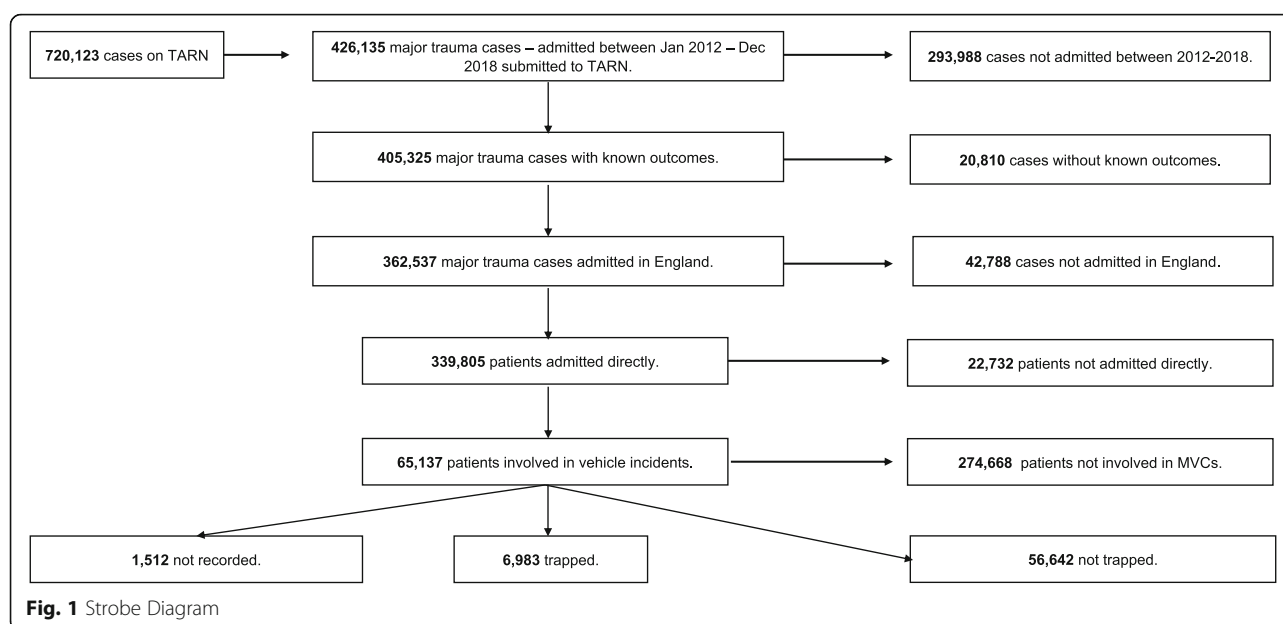 720,123 cases on TARN
426,135 major trauma cases – admitted between Jan 2012 – Dec
2018 submitted to TARN.
293,988 cases not admitted between 2012-2018.
405,325 major trauma cases with known outcomes.
20,810 cases without known outcomes.
362,537 major trauma cases admitted in England.
42,788 cases not admitted in England.
339,805 patients admitted directly.
22,732 patients not admitted directly.
65,137 patients involved in vehicle incidents.
274,668 patients not involved in MVCs.
1,512 not recorded.
6,983 trapped.
56,642 not trapped.
Fig. 1 Strobe Diagram